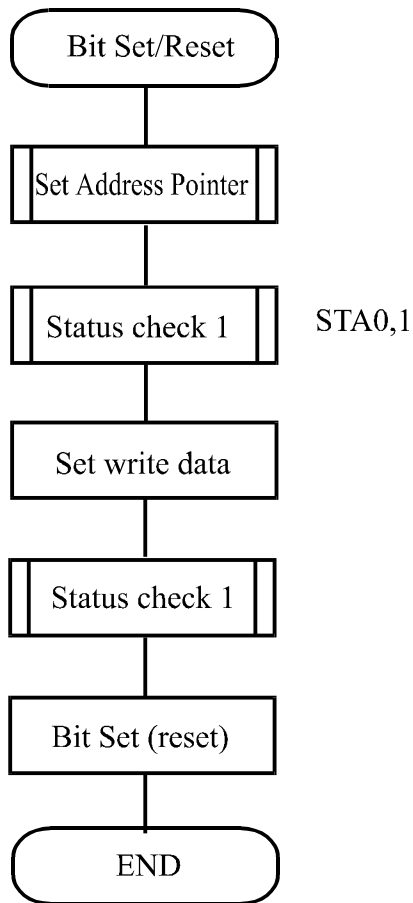 Bit Set/Reset
Set Address Pointer
Status check 1
STA0,1
Set write data
Status check 1
Bit Set (reset)
END